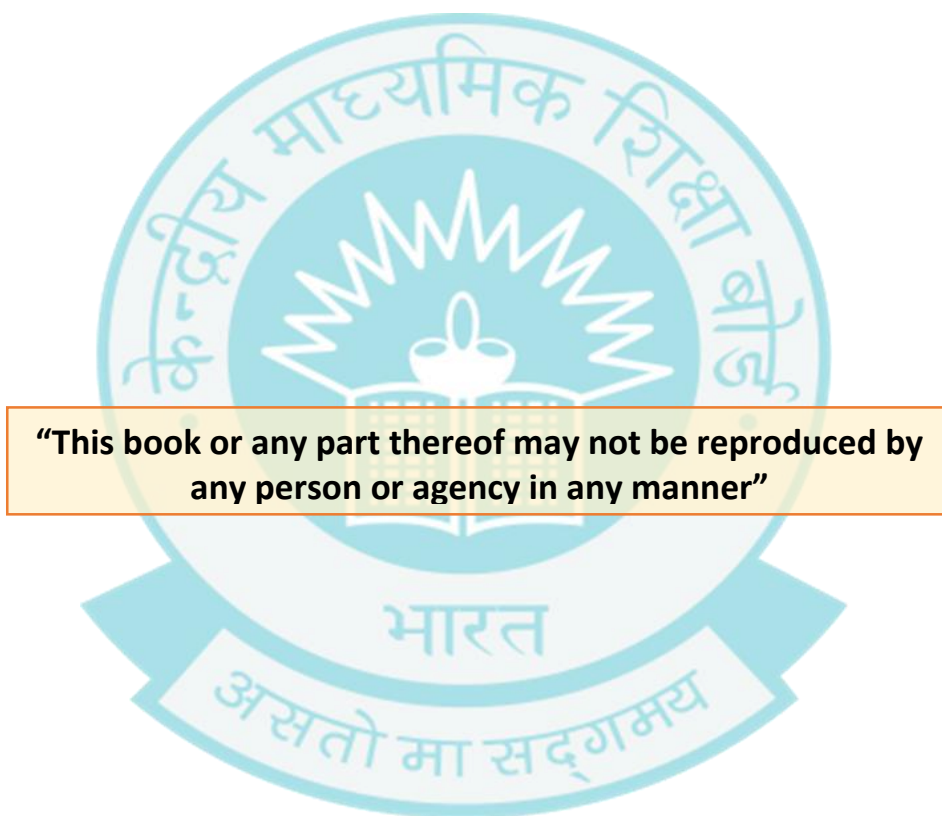 केन्द्रीय माध्यमिक शिक्षा बोर्ड
“This book or any part thereof may not be reproduced by
any person or agency in any manner”
भारत
असतो मा सद्गमय